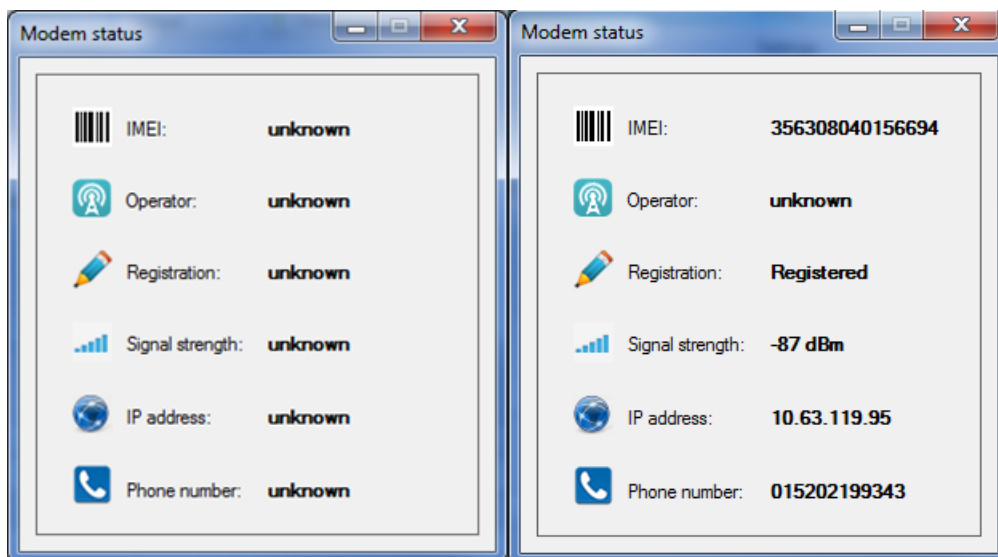 Modem status
IMEI: unknown
Operator: unknown
Registration: unknown
Signal strength: unknown
IP address: unknown
Phone number: unknown
Modem status
IMEI: 356308040156694
Operator: unknown
Registration: Registered
Signal strength: -87 dBm
IP address: 10.63.119.95
Phone number: 015202199343